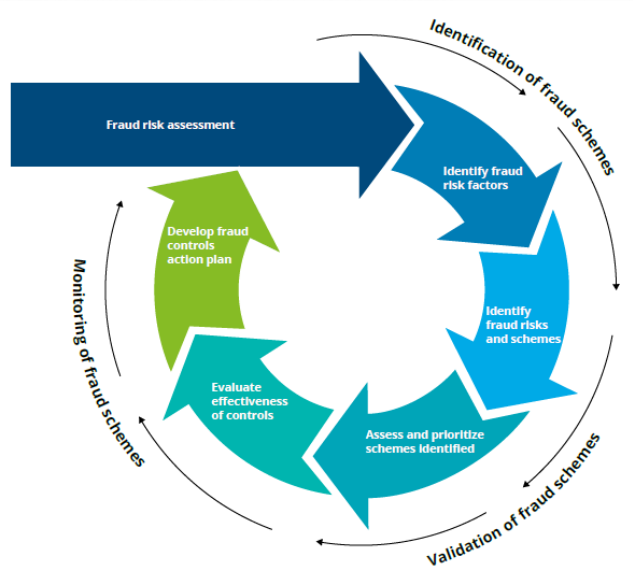 Identification of fraud schemes
Fraud risk assessment
Identify fraud
risk factors
Identify
fraud risks
and schemes
Assess and prioritize
schemes identified
Validation of fraud schemes
Evaluate
effectiveness
of controls
Monitoring of fraud schemes
Develop fraud
controls
action plan